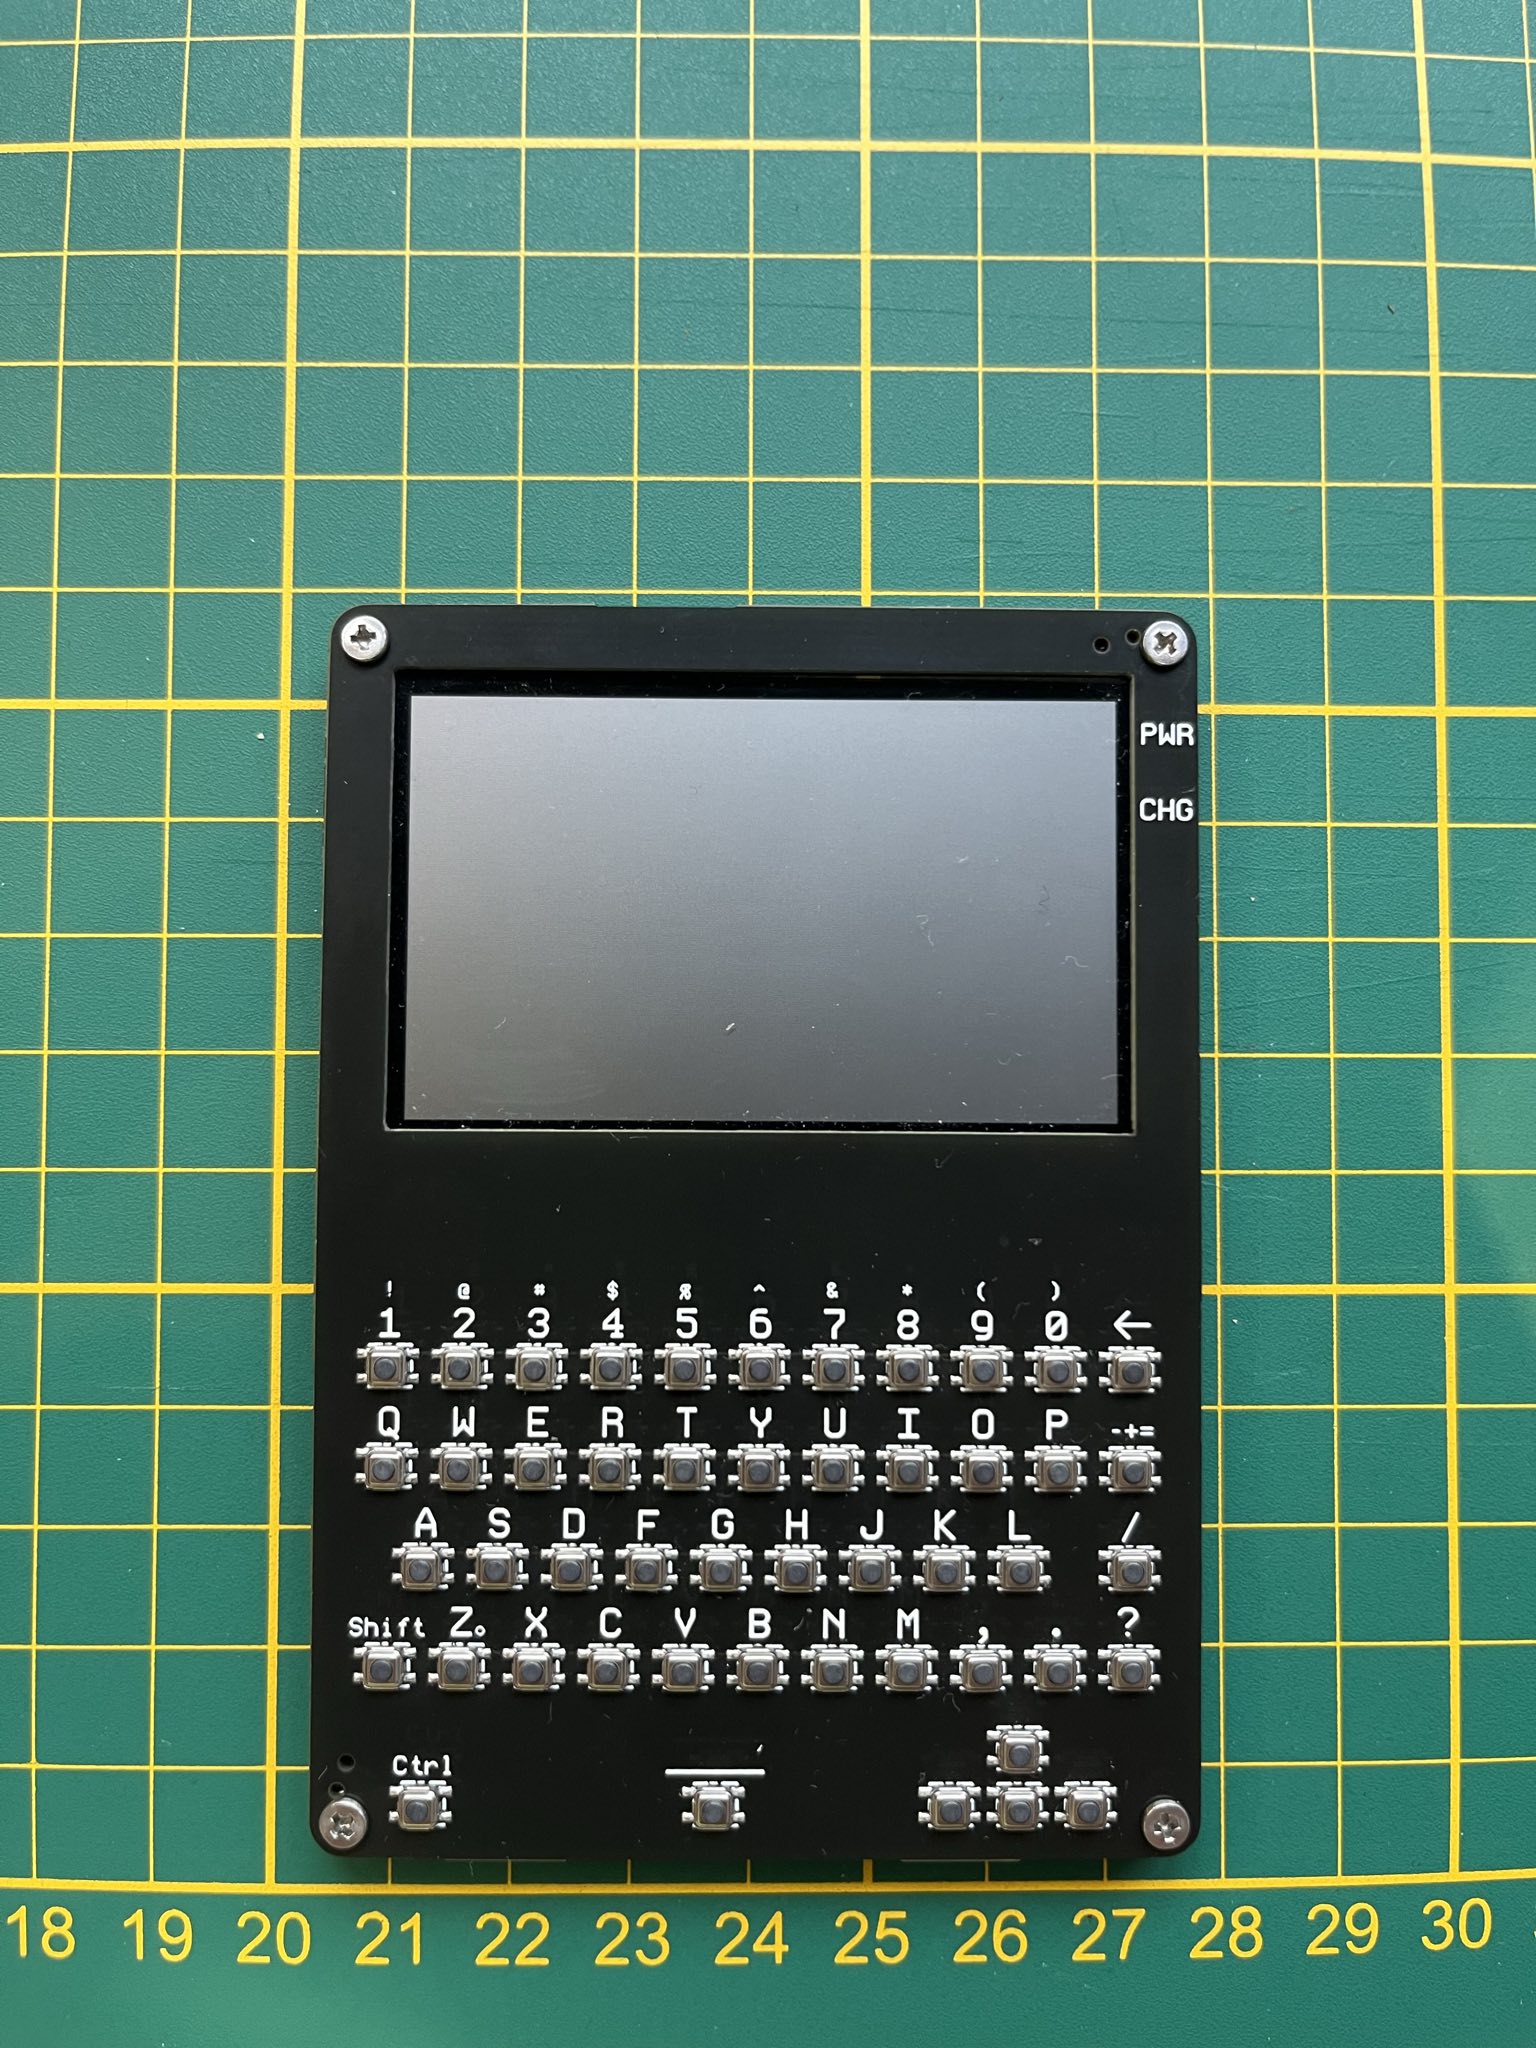 PWR
CHG
! @ # $ % ^ & * ( )
1 2 3 4 5 6 7 8 9 0 ←
Q W E R T Y U I O P -+=
A S D F G H J K L /
Shift Z X C V B N M , . ?
Ctrl
18 19 20 21 22 23 24 25 26 27 28 29 30